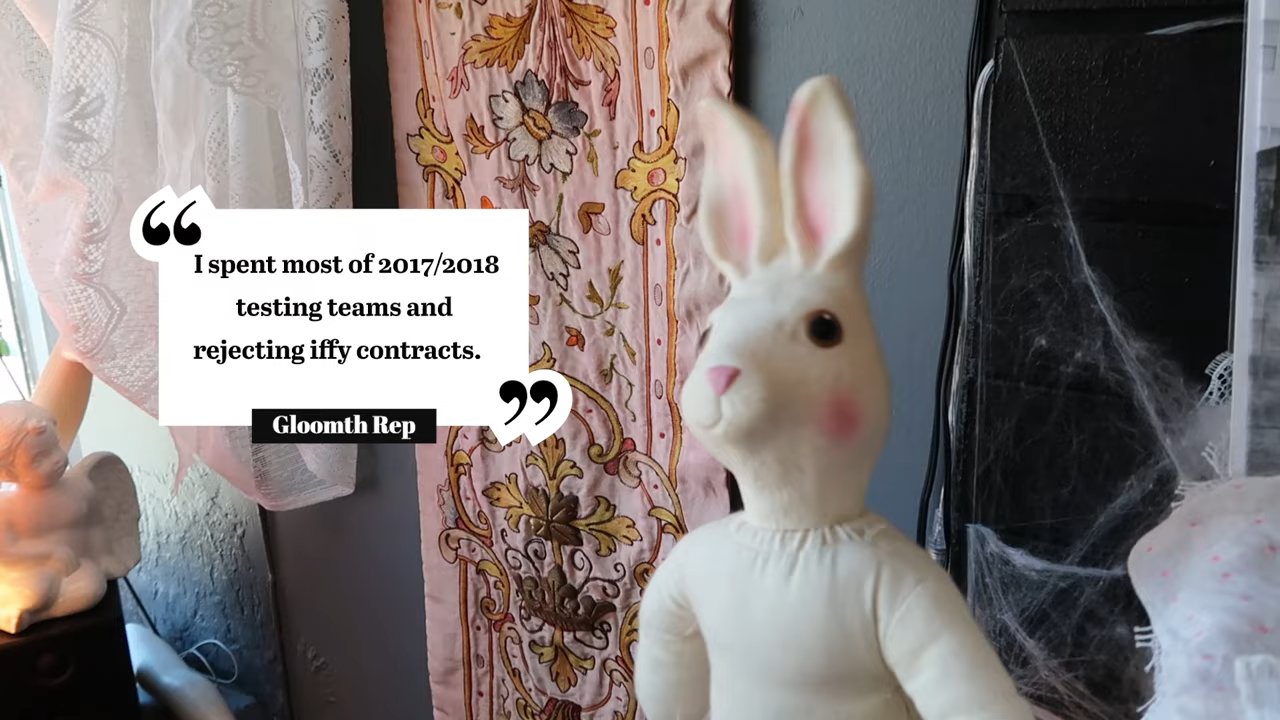 “
I spent most of 2017/2018
testing teams and
rejecting iffy contracts.
”
Gloomth Rep